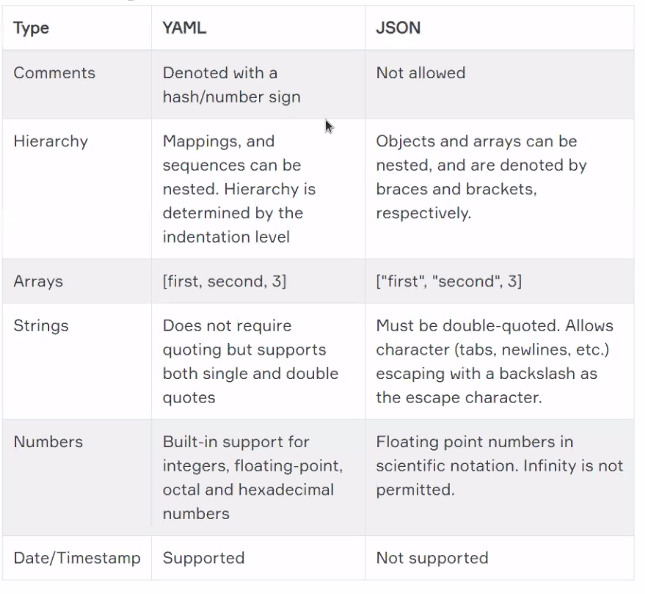 Type YAML JSON
Comments Denoted with a Not allowed
hash/number sign
Hierarchy Mappings, and Objects and arrays can be
sequences can be nested, and are denoted by
nested. Hierarchy is braces and brackets,
determined by the respectively.
indentation level
Arrays [first, second, 3] ["first", "second", 3]
Strings Does not require Must be double-quoted. Allows
quoting but supports character (tabs, newlines, etc.)
both single and double escaping with a backslash as
quotes the escape character.
Numbers Built-in support for Floating point numbers in
integers, floating-point, scientific notation. Infinity is not
octal and hexadecimal permitted.
numbers
Date/Timestamp Supported Not supported